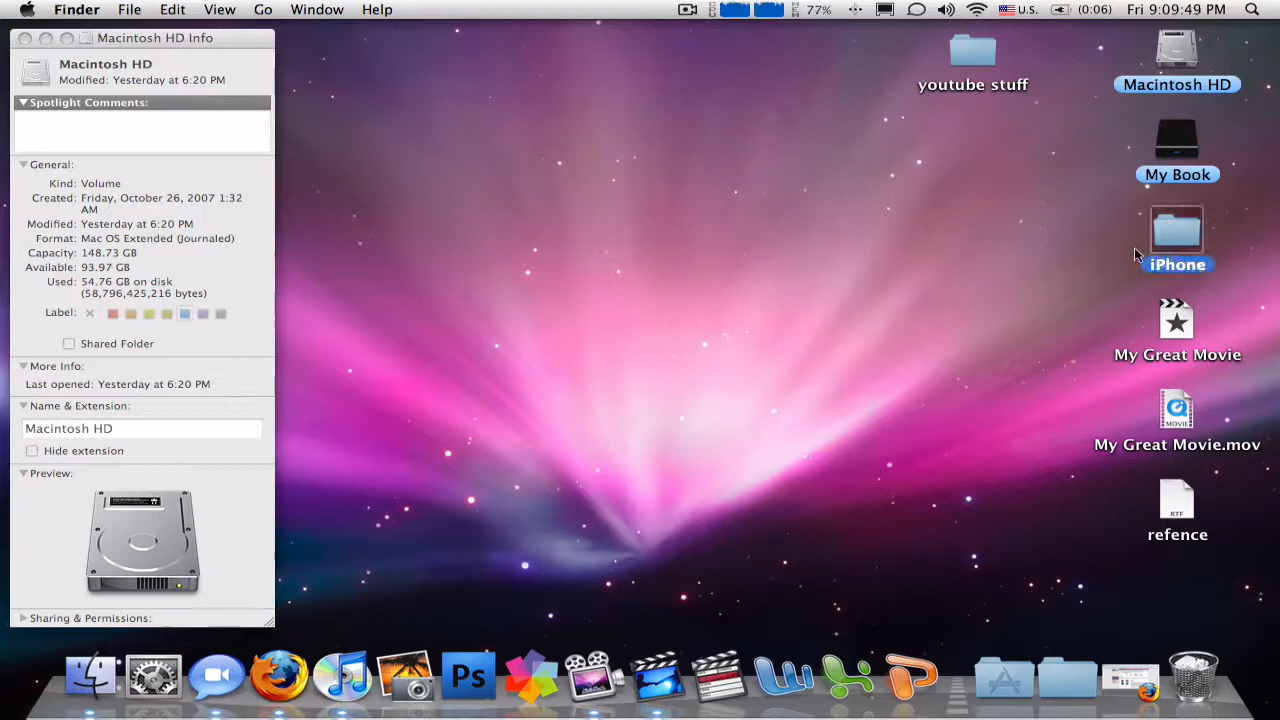 Finder File Edit View Go Window Help
77% U.S. (0:06) Fri 9:09:49 PM
Macintosh HD Info
Macintosh HD
Modified: Yesterday at 6:20 PM
Spotlight Comments:
General:
Kind: Volume
Created: Friday, October 26, 2007 1:32
AM
Modified: Yesterday at 6:20 PM
Format: Mac OS Extended (Journaled)
Capacity: 148.73 GB
Available: 93.97 GB
Used: 54.76 GB on disk
(58,796,425,216 bytes)
Label:
Shared Folder
More Info:
Last opened: Yesterday at 6:20 PM
Name & Extension:
Macintosh HD
Hide extension
Preview:
Sharing & Permissions:
youtube stuff
Macintosh HD
My Book
iPhone
My Great Movie
MOVIE
My Great Movie.mov
RTF
refence
Ps